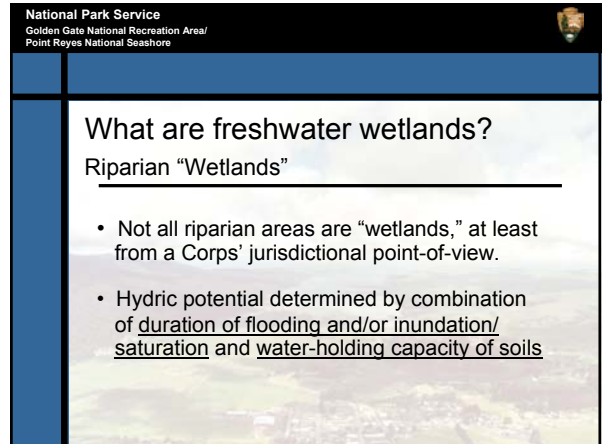 National Park Service
Golden Gate National Recreation Area/
Point Reyes National Seashore
What are freshwater wetlands?
Riparian “Wetlands”
• Not all riparian areas are “wetlands,” at least
from a Corps’ jurisdictional point-of-view.
• Hydric potential determined by combination
of duration of flooding and/or inundation/
saturation and water-holding capacity of soils